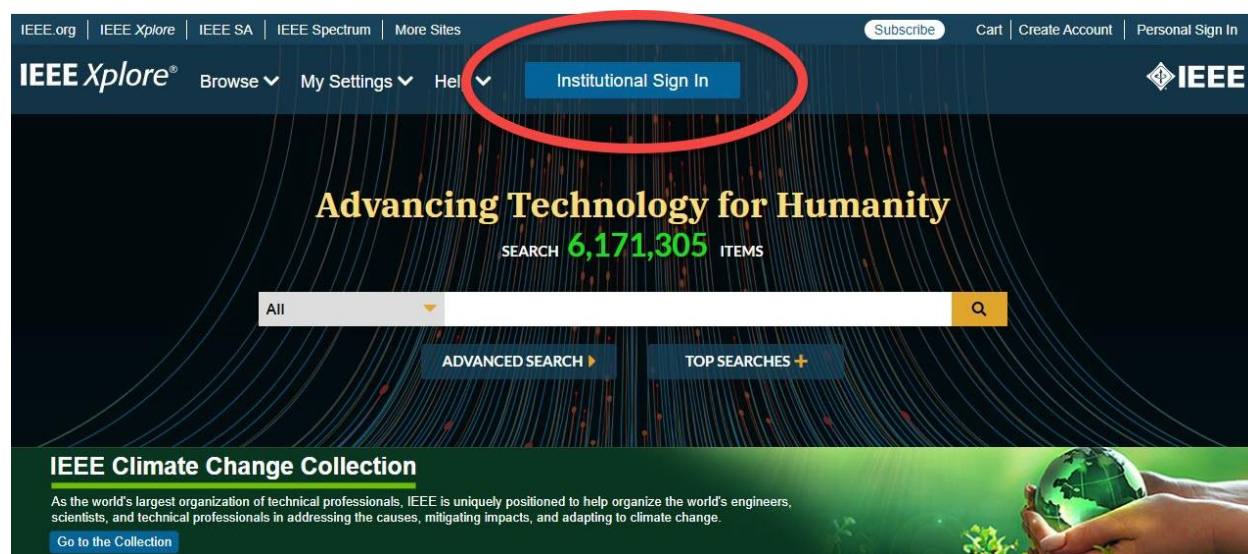 IEEE.org | IEEE Xplore | IEEE SA | IEEE Spectrum | More Sites Subscribe Cart | Create Account | Personal Sign In
IEEE Xplore® Browse My Settings Hel Institutional Sign In IEEE
Advancing Technology for Humanity
SEARCH 6,171,305 ITEMS
All
ADVANCED SEARCH TOP SEARCHES +
IEEE Climate Change Collection
As the world's largest organization of technical professionals, IEEE is uniquely positioned to help organize the world's engineers,
scientists, and technical professionals in addressing the causes, mitigating impacts, and adapting to climate change.
Go to the Collection